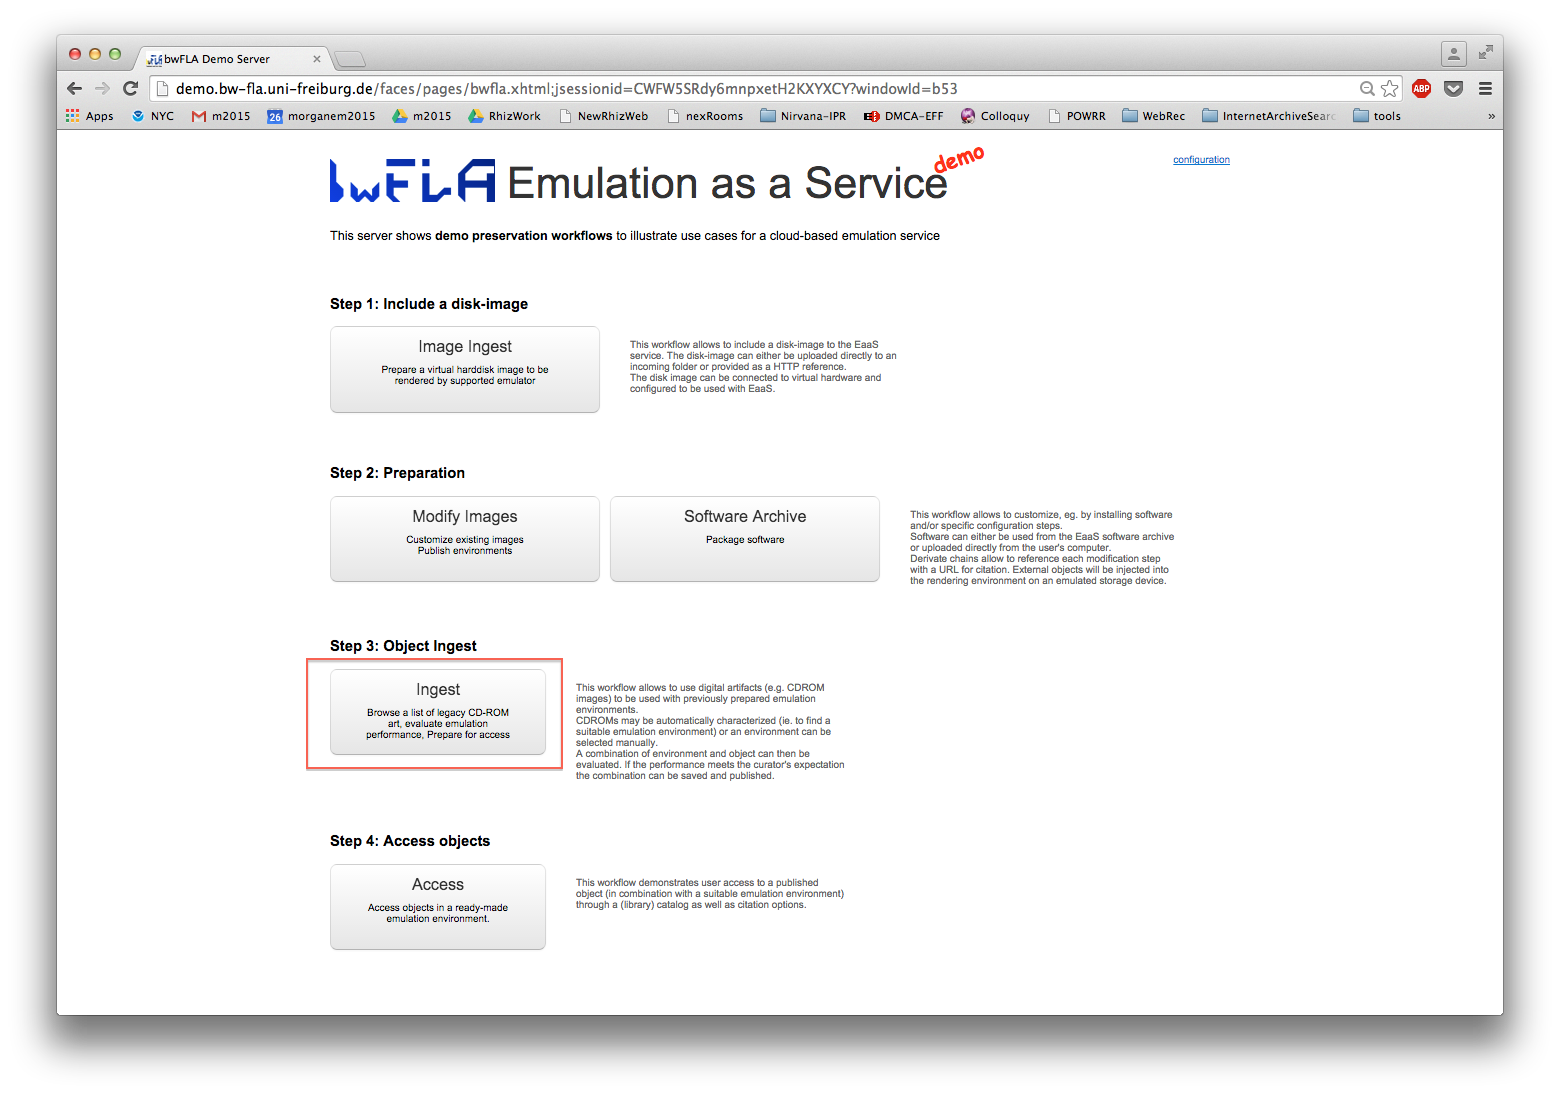 bwFLA Demo Server
demo.bw-fla.uni-freiburg.de/faces/pages/bwfla.xhtml;jsessionid=CWFW5SRdy6mnpxetH2KXYXCY?windowId=b53
ABP
Apps NYC m2015 26 morganem2015 m2015 RhizWork NewRhizWeb nexRooms Nirvana-IPR DMCA-EFF Colloquy POWRR WebRec InternetArchiveSearc tools »
bwFLA Emulation as a Service demo
configuration
This server shows demo preservation workflows to illustrate use cases for a cloud-based emulation service
Step 1: Include a disk-image
Image Ingest
Prepare a virtual harddisk image to be
rendered by supported emulator
This workflow allows to include a disk-image to the EaaS
service. The disk-image can either be uploaded directly to an
incoming folder or provided as a HTTP reference.
The disk image can be connected to virtual hardware and
configured to be used with EaaS.
Step 2: Preparation
Modify Images
Customize existing images
Publish environments
Software Archive
Package software
This workflow allows to customize, eg. by installing software
and/or specific configuration steps.
Software can either be used from the EaaS software archive
or uploaded directly from the user's computer.
Derivate chains allow to reference each modification step
with a URL for citation. External objects will be injected into
the rendering environment on an emulated storage device.
Step 3: Object Ingest
Ingest
Browse a list of legacy CD-ROM
art, evaluate emulation
performance, Prepare for access
This workflow allows to use digital artifacts (e.g. CDROM
images) to be used with previously prepared emulation
environments.
CDROMs may be automatically characterized (ie. to find a
suitable emulation environment) or an environment can be
selected manually.
A combination of environment and object can then be
evaluated. If the performance meets the curator's expectation
the combination can be saved and published.
Step 4: Access objects
Access
Access objects in a ready-made
emulation environment.
This workflow demonstrates user access to a published
object (in combination with a suitable emulation environment)
through a (library) catalog as well as citation options.